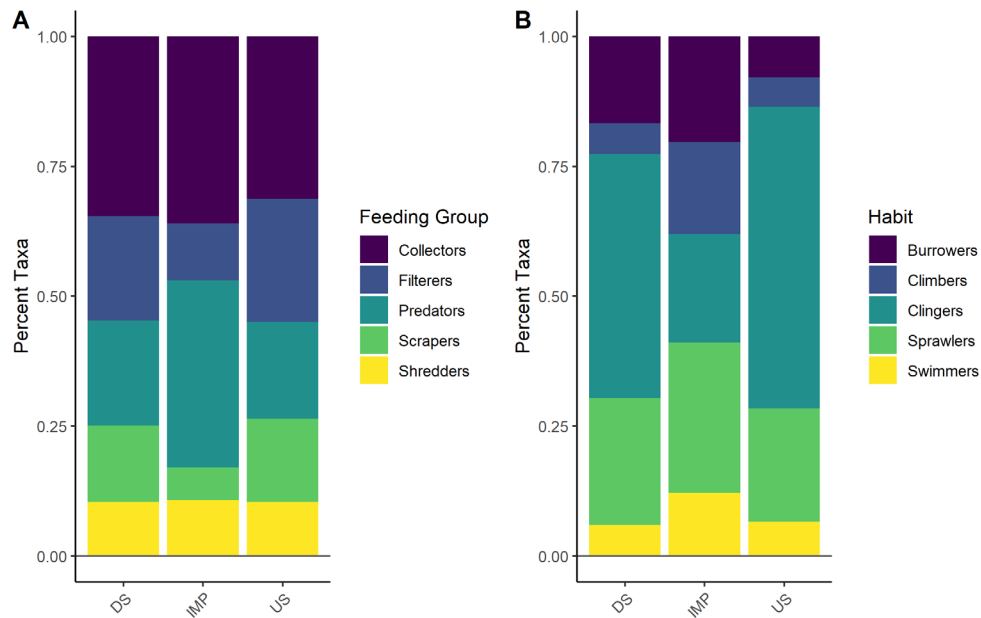 A
Percent Taxa
1.00
0.75
0.50
0.25
0.00
DS
IMP
US
Feeding Group
Collectors
Filterers
Predators
Scrapers
Shredders
B
Percent Taxa
1.00
0.75
0.50
0.25
0.00
DS
IMP
US
Habit
Burrowers
Climbers
Clingers
Sprawlers
Swimmers